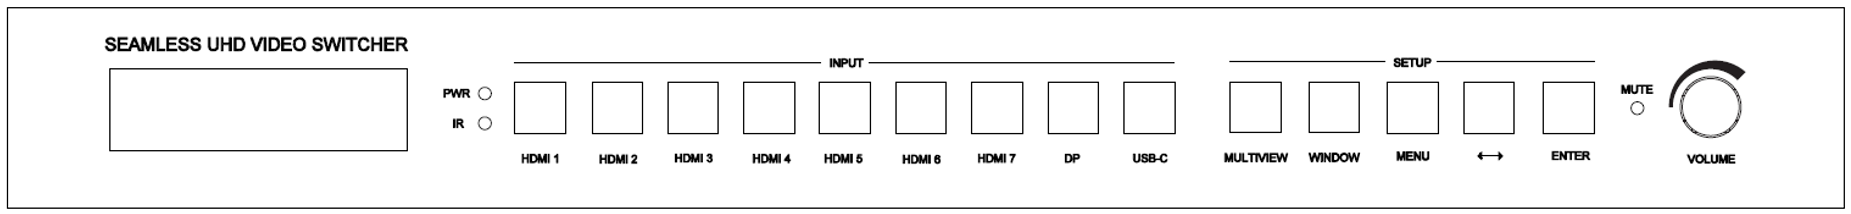 SEAMLESS UHD VIDEO SWITCHER
PWR
IR
INPUT
HDMI 1 HDMI 2 HDMI 3 HDMI 4 HDMI 5 HDMI 6 HDMI 7 DP USB-C
SETUP
MULTIVIEW WINDOW MENU ↔ ENTER
MUTE
VOLUME